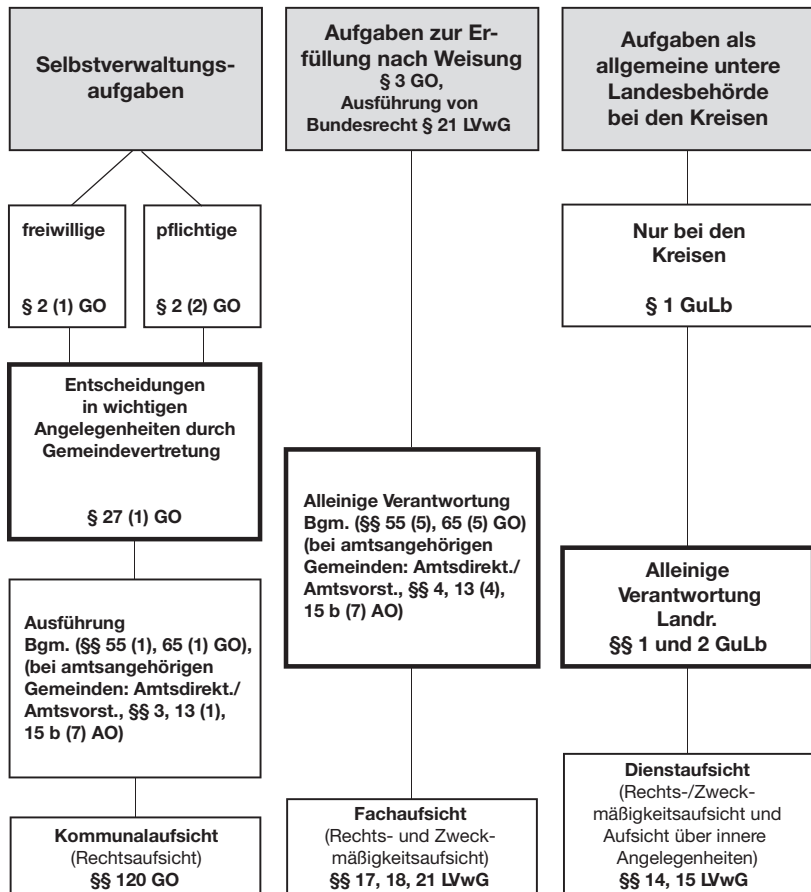 Selbstverwaltungs-
aufgaben
freiwillige
§ 2 (1) GO
pflichtige
§ 2 (2) GO
Entscheidungen
in wichtigen
Angelegenheiten durch
Gemeindevertretung
§ 27 (1) GO
Ausführung
Bgm. (§§ 55 (1), 65 (1) GO),
(bei amtsangehörigen
Gemeinden: Amtsdirekt./
Amtsvorst., §§ 3, 13 (1),
15 b (7) AO)
Kommunalaufsicht
(Rechtsaufsicht)
§§ 120 GO
Aufgaben zur Er-
füllung nach Weisung
§ 3 GO,
Ausführung von
Bundesrecht § 21 LVwG
Alleinige Verantwortung
Bgm. (§§ 55 (5), 65 (5) GO)
(bei amtsangehörigen
Gemeinden: Amtsdirekt./
Amtsvorst., §§ 4, 13 (4),
15 b (7) AO)
Fachaufsicht
(Rechts- und Zweck-
mäßigkeitsaufsicht)
§§ 17, 18, 21 LVwG
Aufgaben als
allgemeine untere
Landesbehörde
bei den Kreisen
Nur bei den
Kreisen
§ 1 GuLb
Alleinige
Verantwortung
Landr.
§§ 1 und 2 GuLb
Dienstaufsicht
(Rechts-/Zweck-
mäßigkeitsaufsicht und
Aufsicht über innere
Angelegenheiten)
§§ 14, 15 LVwG